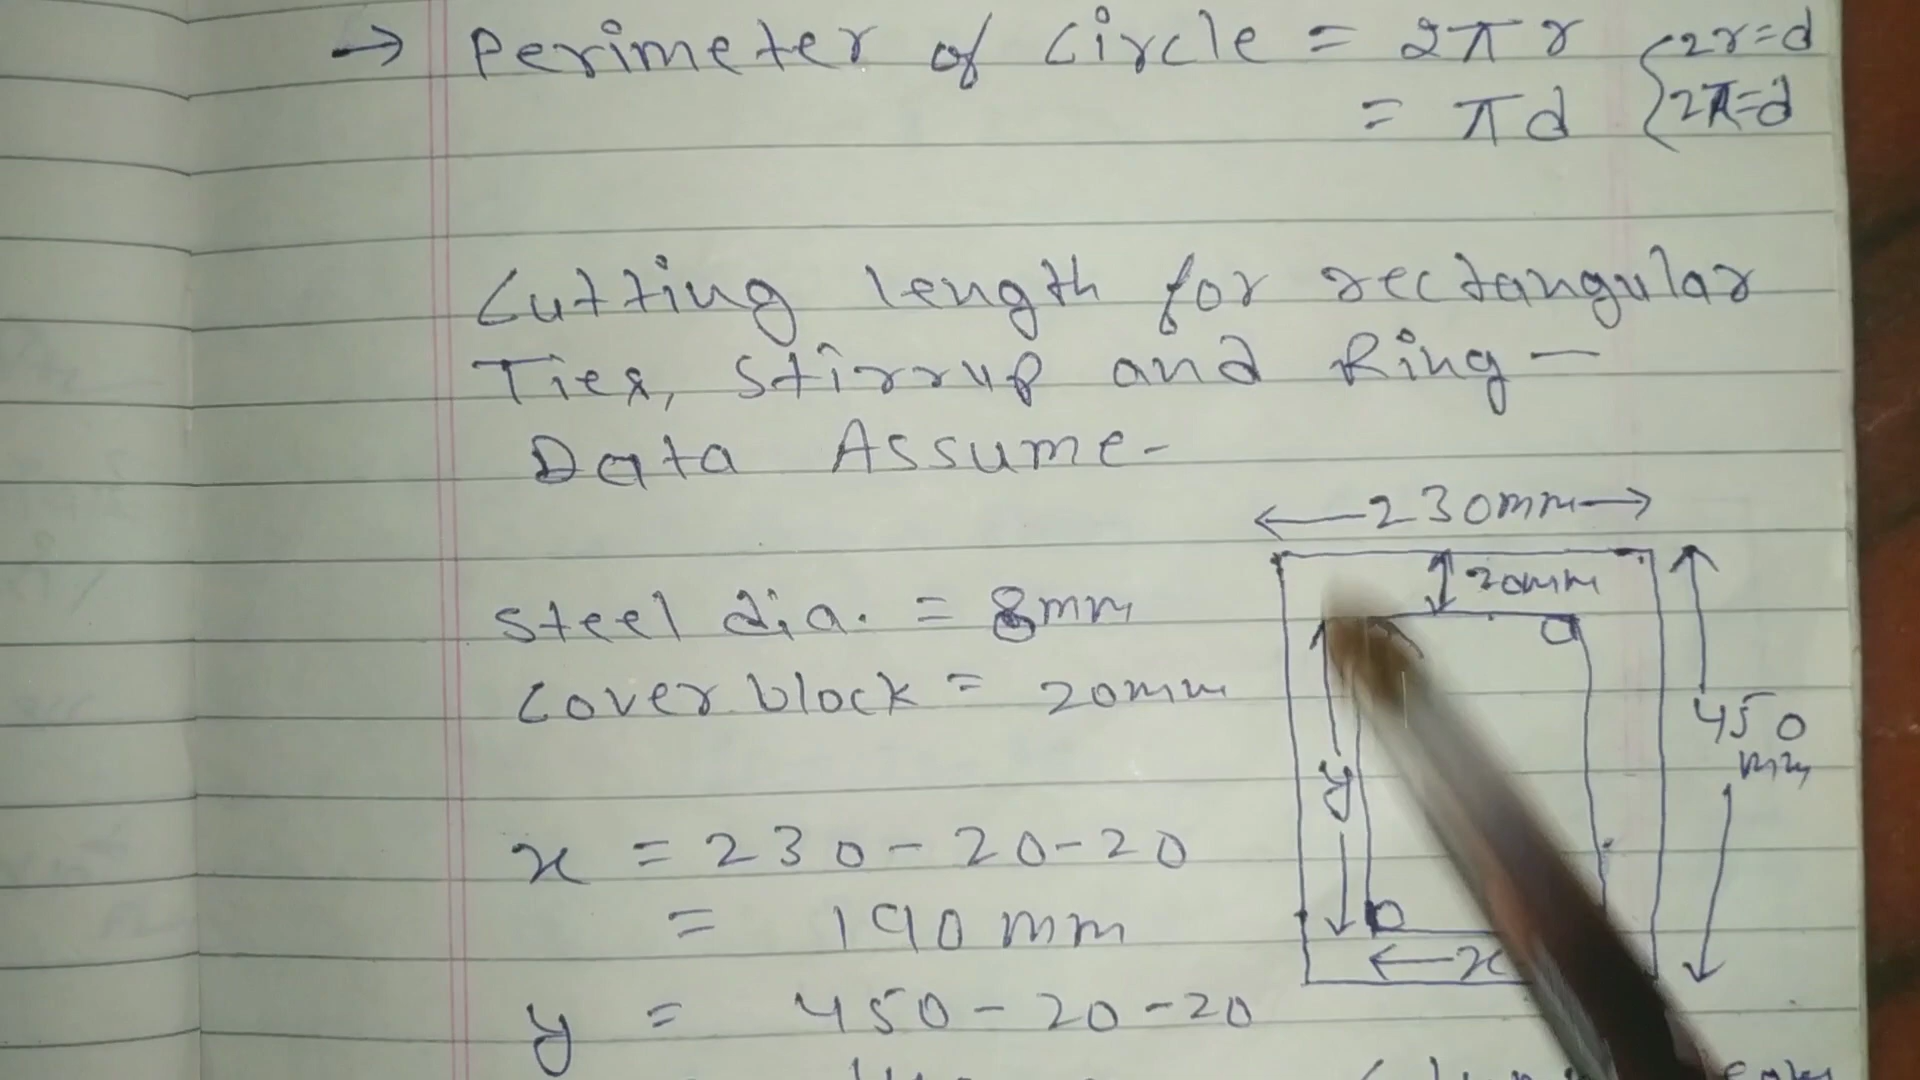 → Perimeter of Circle = 2πr {2r=d
= πd {2π=d
Cutting length for rectangular
Ties, Stirrup and Ring —
Data Assume-
230mm
20mm
Steel dia. = 8mm
Cover block = 20mm
450
mm
y
x = 230-20-20
= 190 mm
x
y = 450-20-20